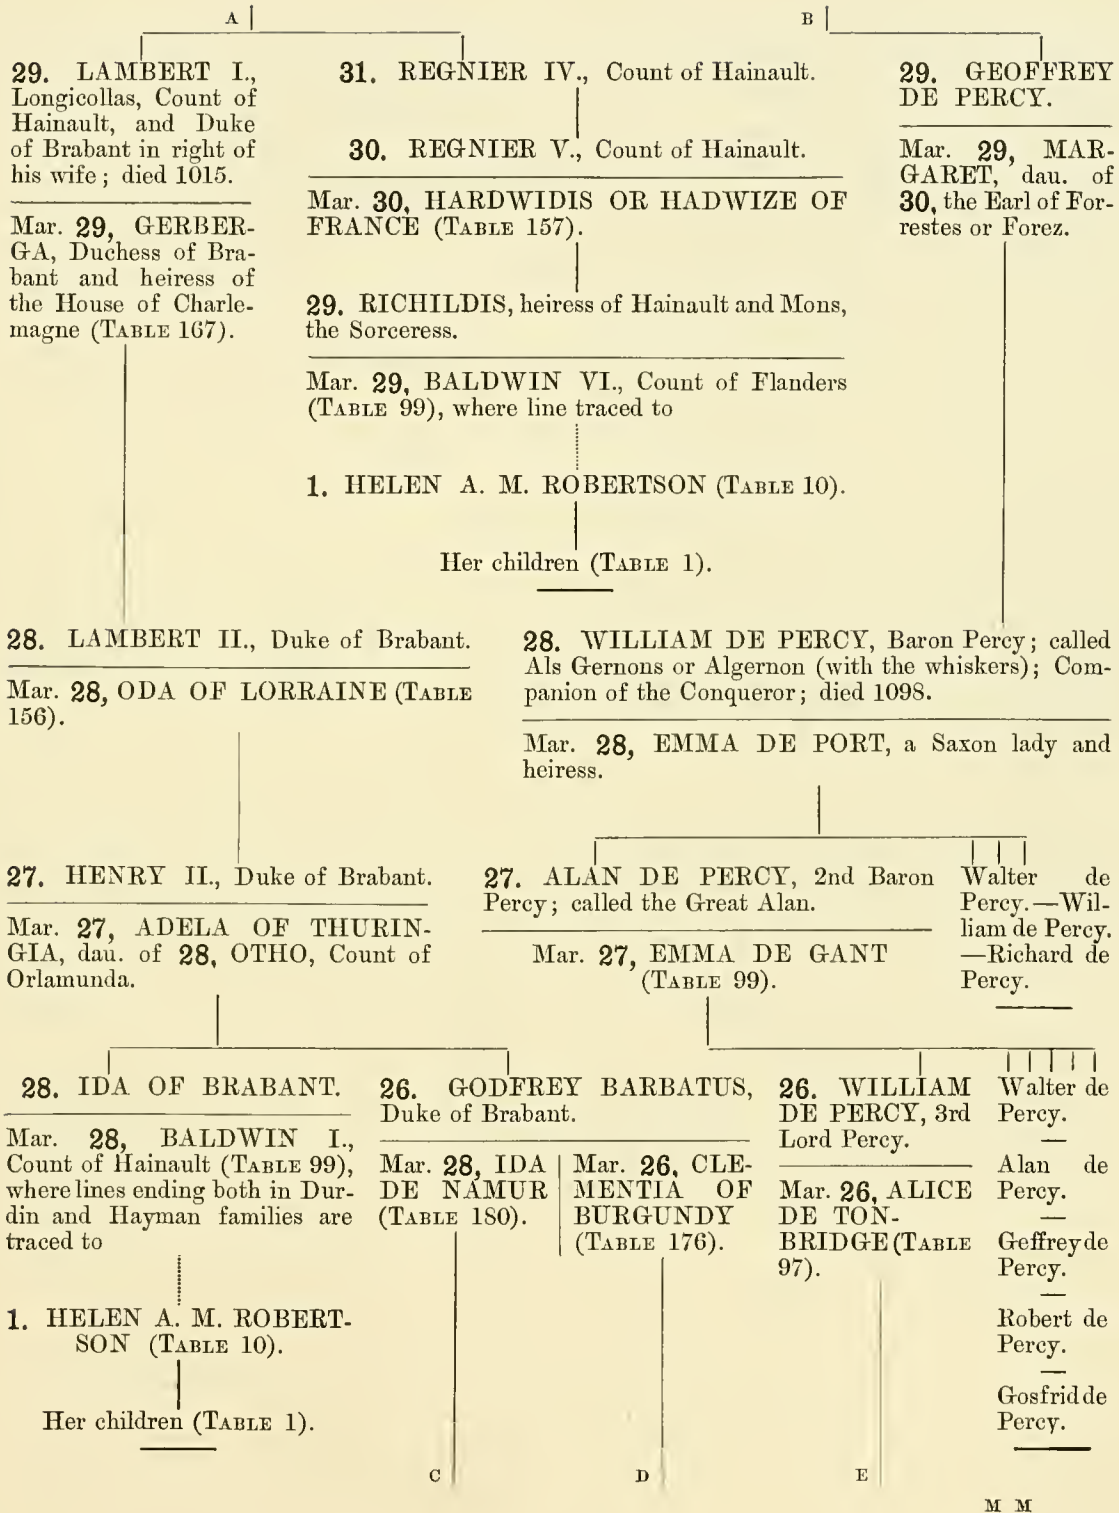 A
B
29. LAMBERT I.,
Longicollas, Count of
Hainault, and Duke
of Brabant in right of
his wife; died 1015.
Mar. 29, GERBER-
GA, Duchess of Bra-
bant and heiress of
the House of Charle-
magne (TABLE 167).
31. REGNIER IV., Count of Hainault.
30. REGNIER V., Count of Hainault.
Mar. 30, HARDWIDIS OR HADWIZE OF
FRANCE (TABLE 157).
29. RICHILDIS, heiress of Hainault and Mons,
the Sorceress.
Mar. 29, BALDWIN VI., Count of Flanders
(TABLE 99), where line traced to
1. HELEN A. M. ROBERTSON (TABLE 10).
Her children (TABLE 1).
29. GEOFFREY
DE PERCY.
Mar. 29, MAR-
GARET, dau. of
30, the Earl of For-
restes or Forez.
28. LAMBERT II., Duke of Brabant.
Mar. 28, ODA OF LORRAINE (TABLE
156).
28. WILLIAM DE PERCY, Baron Percy; called
Als Gernons or Algernon (with the whiskers); Com-
panion of the Conqueror; died 1098.
Mar. 28, EMMA DE PORT, a Saxon lady and
heiress.
27. HENRY II., Duke of Brabant.
Mar. 27, ADELA OF THURIN-
GIA, dau. of 28, OTHO, Count of
Orlamunda.
27. ALAN DE PERCY, 2nd Baron
Percy; called the Great Alan.
Mar. 27, EMMA DE GANT
(TABLE 99).
Walter de
Percy.—Wil-
liam de Percy.
—Richard de
Percy.
28. IDA OF BRABANT.
Mar. 28, BALDWIN I.,
Count of Hainault (TABLE 99),
where lines ending both in Dur-
din and Hayman families are
traced to
1. HELEN A. M. ROBERT-
SON (TABLE 10).
Her children (TABLE 1).
26. GODFREY BARBATUS,
Duke of Brabant.
Mar. 28, IDA
DE NAMUR
(TABLE 180).
Mar. 26, CLE-
MENTIA OF
BURGUNDY
(TABLE 176).
26. WILLIAM
DE PERCY, 3rd
Lord Percy.
Mar. 26, ALICE
DE TON-
BRIDGE (TABLE
97).
Walter de
Percy.
—
Alan de
Percy.
—
Geffrey de
Percy.
—
Robert de
Percy.
—
Gosfrid de
Percy.
C
D
E
M M